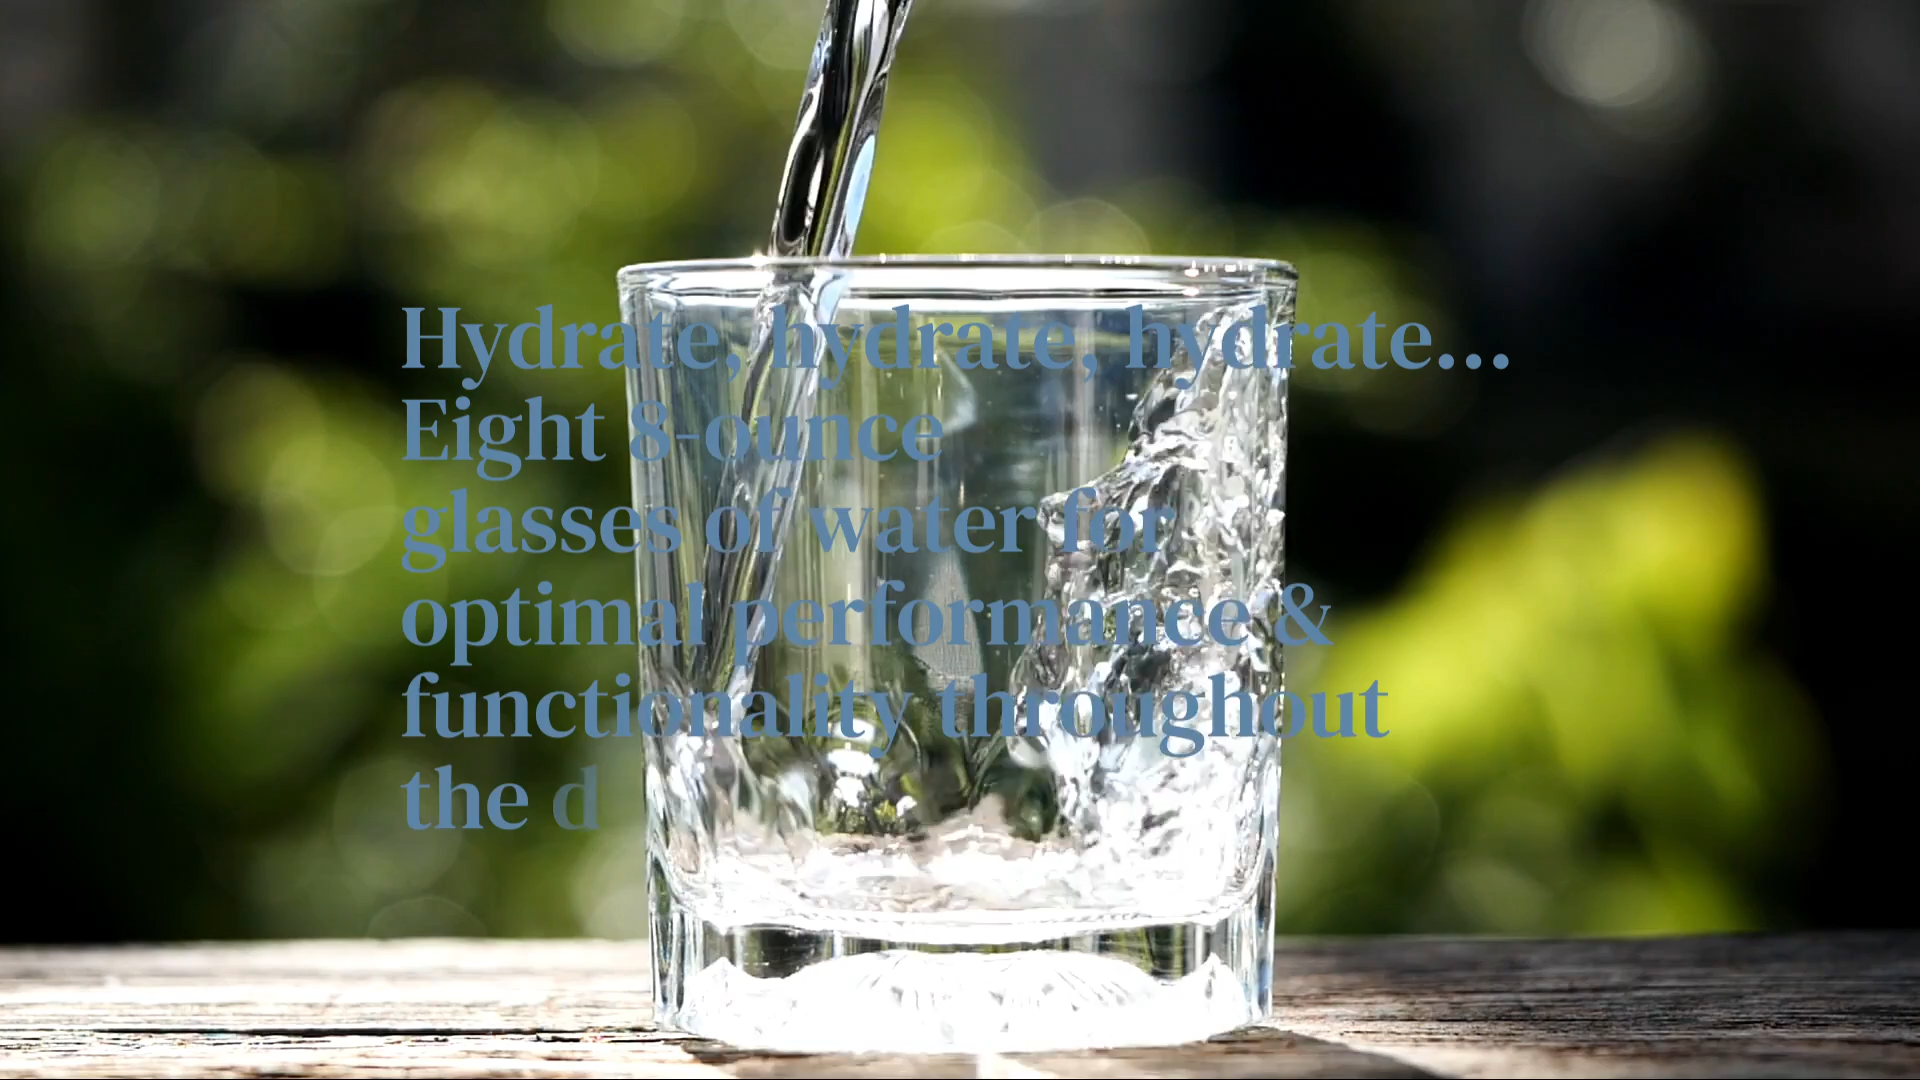 Hydrate, hydrate, hydrate...
Eight 8-ounce
glasses of water for
optimal performance &
functionality throughout
the d